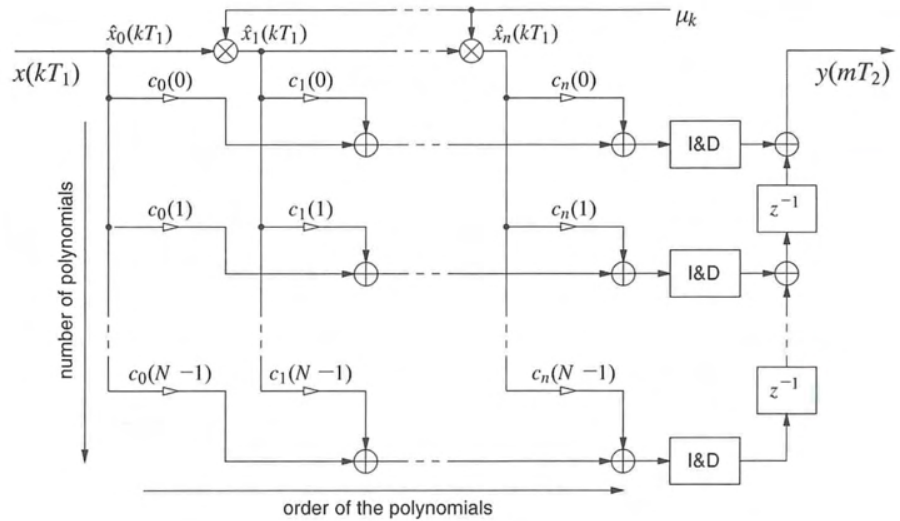 μₖ
x̂₀(kT₁) x̂₁(kT₁) x̂ₙ(kT₁)
x(kT₁) y(mT₂)
c₀(0) c₁(0) cₙ(0)
I&D
z⁻¹
c₀(1) c₁(1) cₙ(1)
I&D
number of polynomials
c₀(N −1) c₁(N −1) cₙ(N −1)
z⁻¹
I&D
order of the polynomials